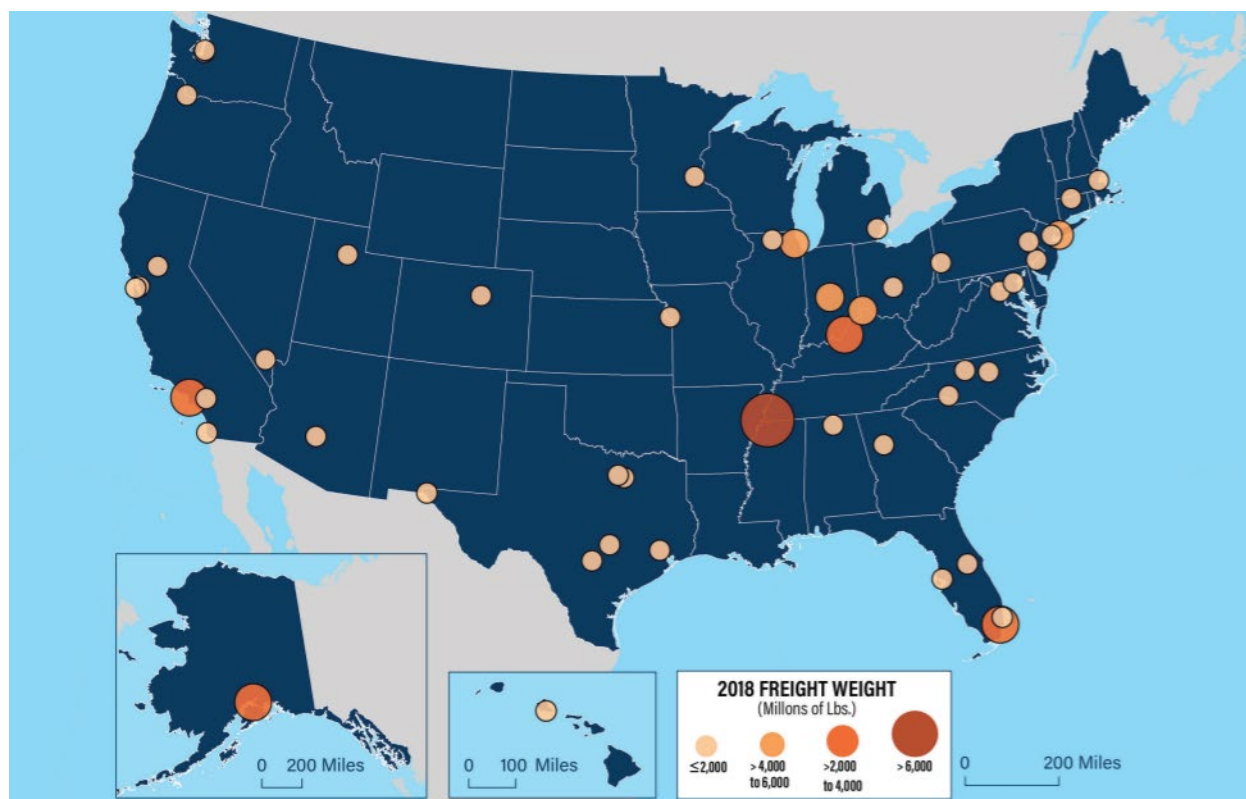 2018 FREIGHT WEIGHT
(Millons of Lbs.)
≤2,000
>4,000
to 6,000
>2,000
to 4,000
>6,000
0 200 Miles
0 100 Miles
0 200
Miles